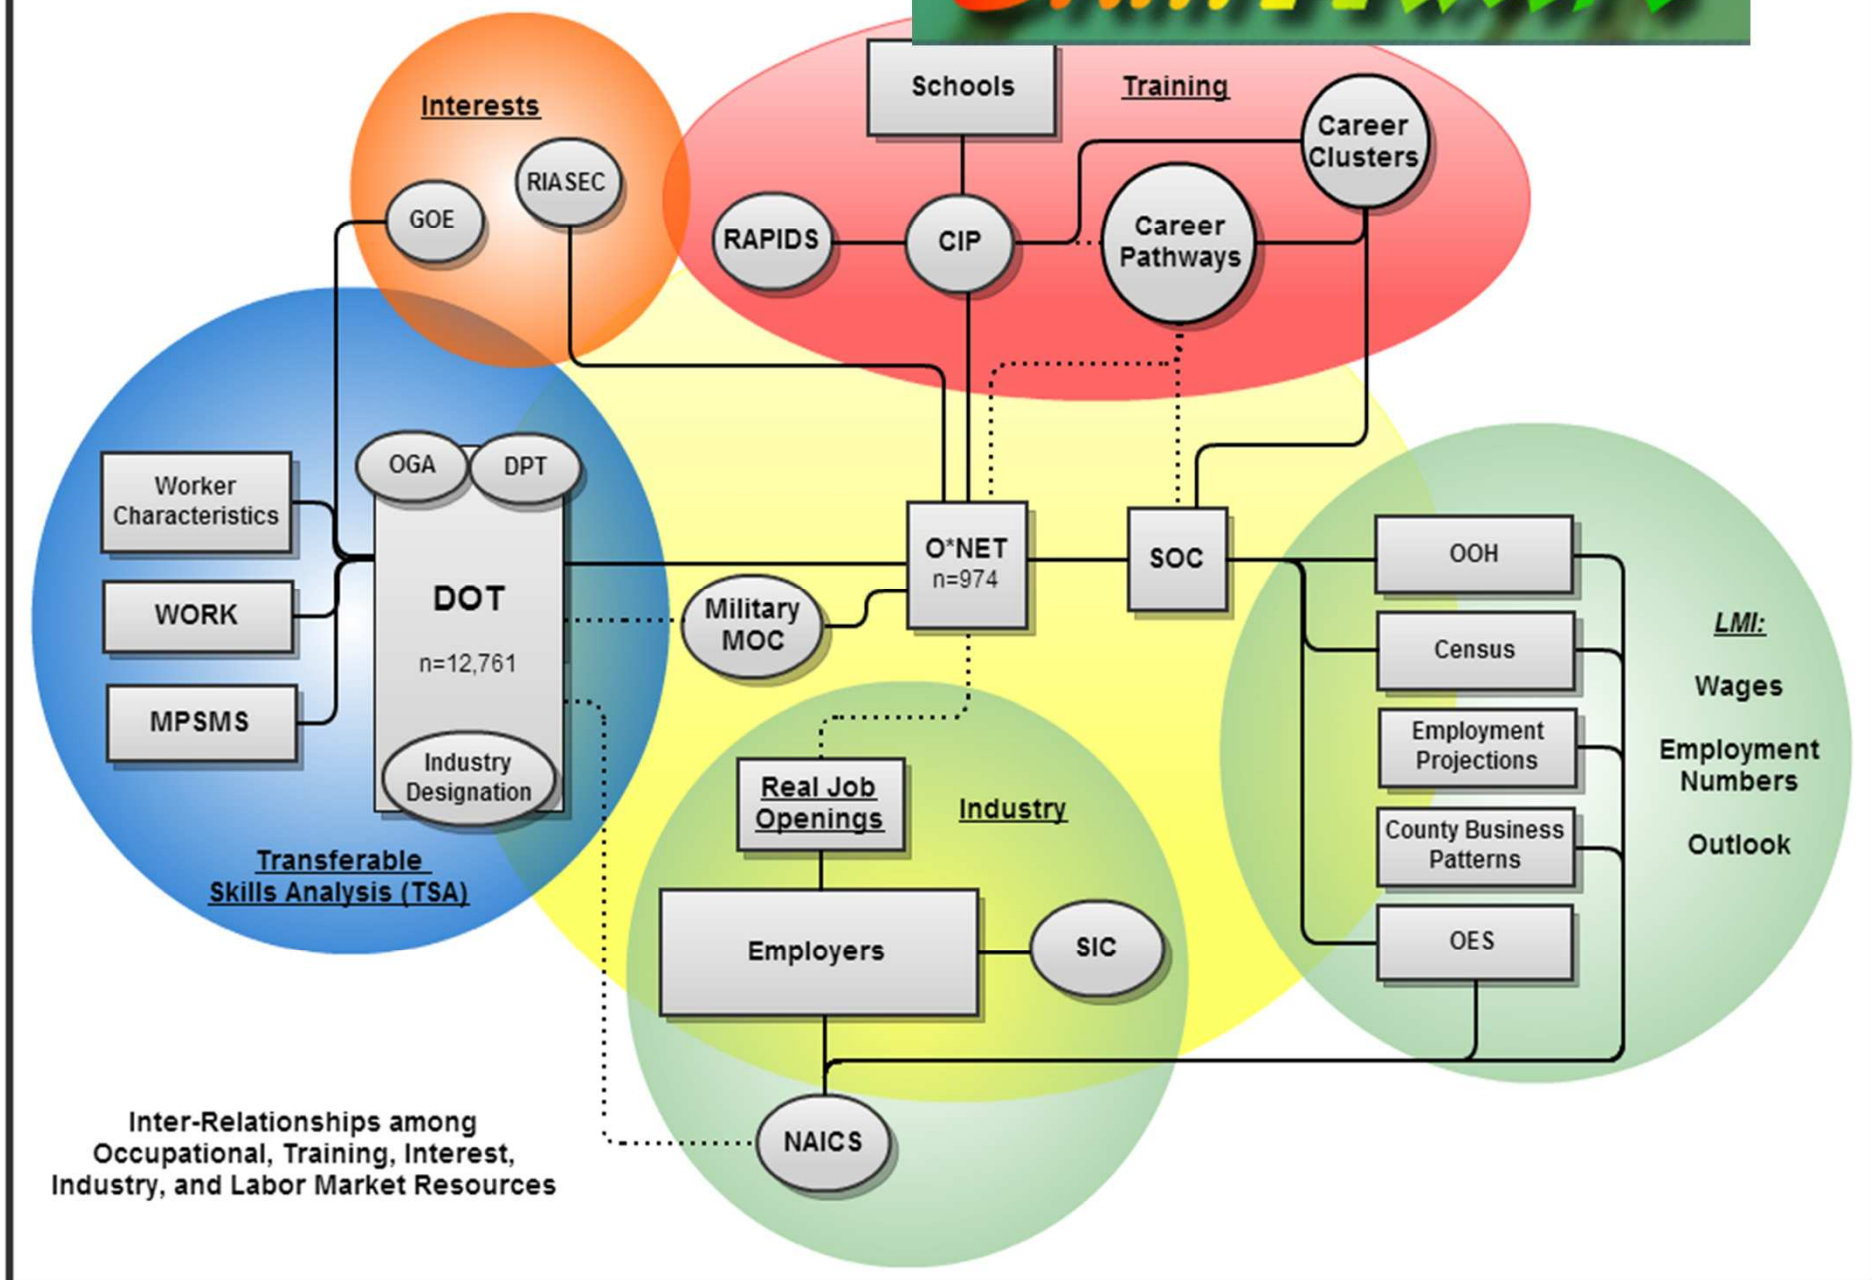 Interests
RIASEC
GOE
Schools
Training
Career
Clusters
RAPIDS
CIP
Career
Pathways
Worker
Characteristics
WORK
MPSMS
OGA
DPT
DOT
n=12,761
Industry
Designation
Transferable
Skills Analysis (TSA)
Military
MOC
O*NET
n=974
SOC
OOH
Census
Employment
Projections
County Business
Patterns
OES
LMI:
Wages
Employment
Numbers
Outlook
Real Job
Openings
Industry
Employers
SIC
NAICS
Inter-Relationships among
Occupational, Training, Interest,
Industry, and Labor Market Resources